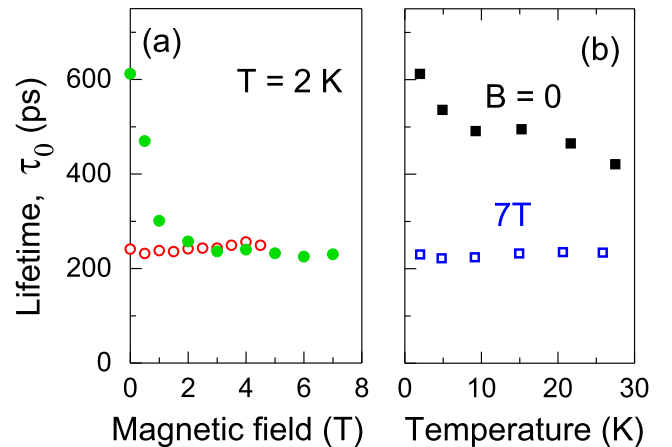 (a)
(b)
T = 2 K
B = 0
7T
600
400
200
0
Lifetime, τ0 (ps)
0 2 4 6 8
0 10 20 30
Magnetic field (T)
Temperature (K)